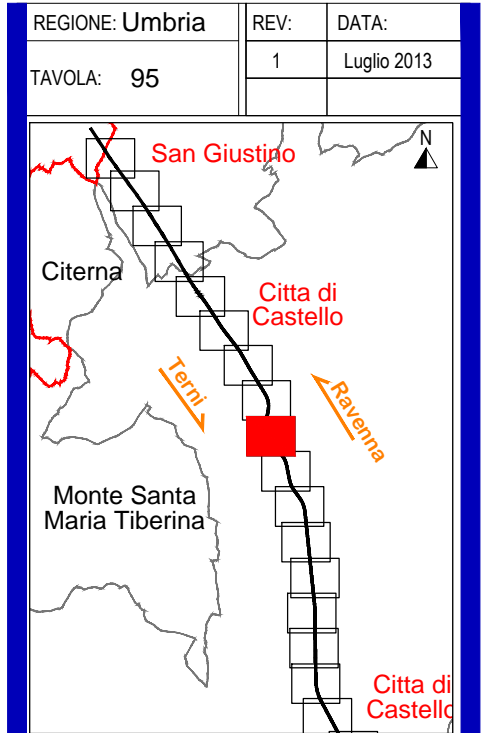 REGIONE: Umbria
REV:
DATA:
TAVOLA: 95
1
Luglio 2013
N
San Giustino
Citerna
Citta di
Castello
Terni
Ravenna
Monte Santa
Maria Tiberina
Citta di
Castello